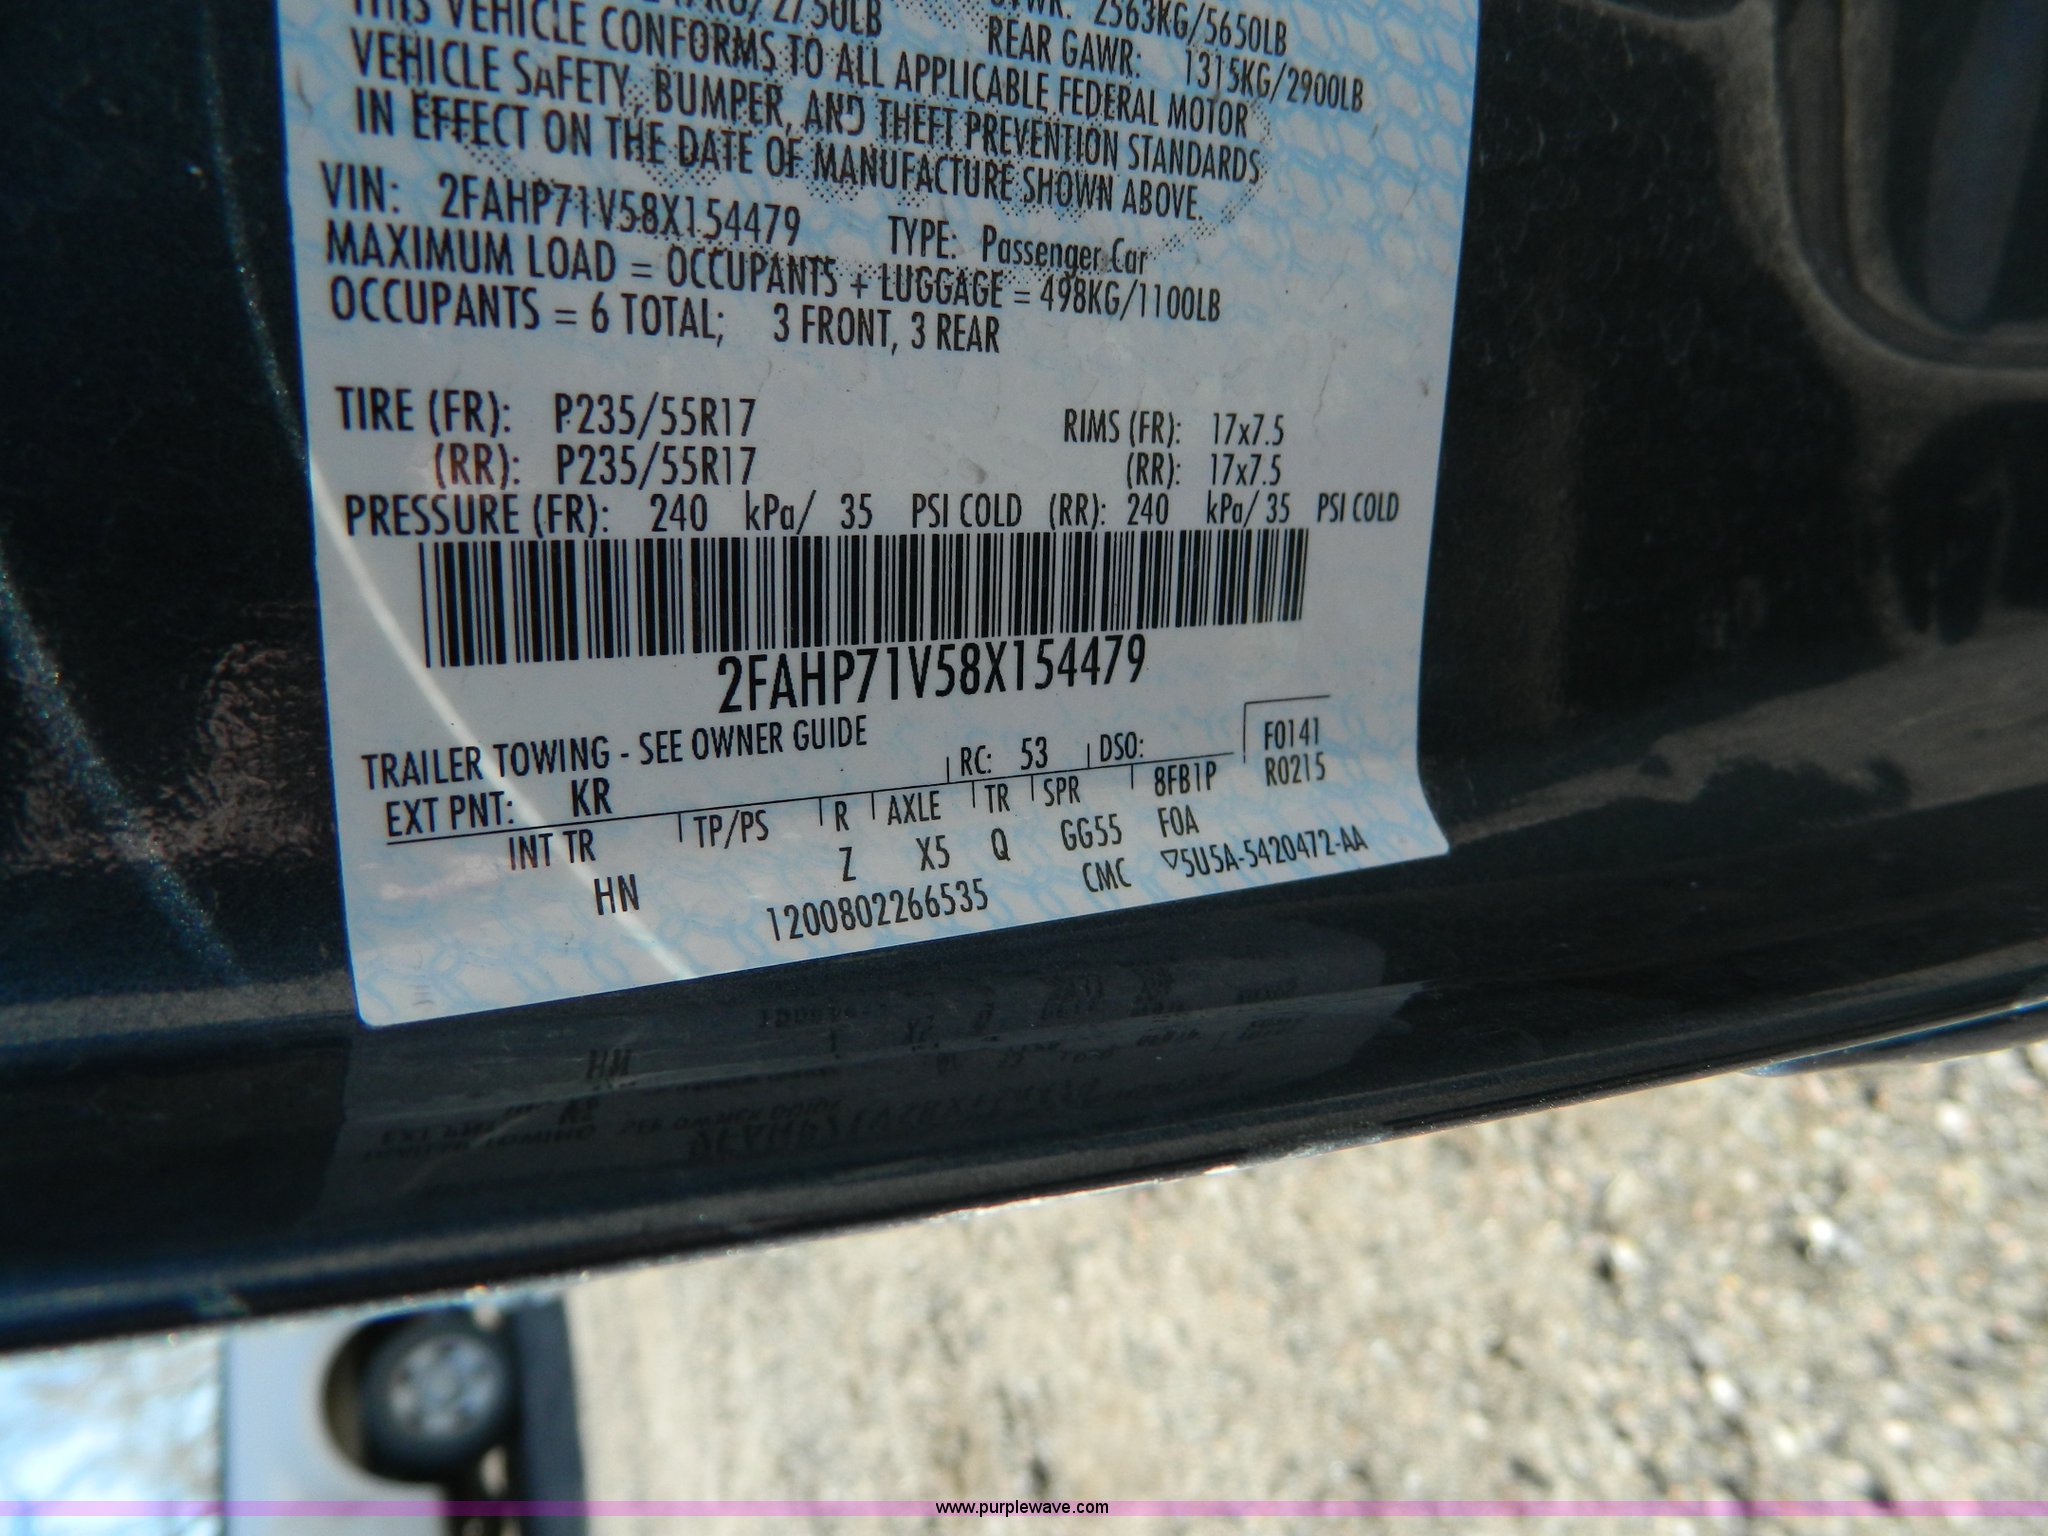 2750LB GVWR: 2563KG/5650LB
REAR GAWR: 1315KG/2900LB
THIS VEHICLE CONFORMS TO ALL APPLICABLE FEDERAL MOTOR
VEHICLE SAFETY, BUMPER, AND THEFT PREVENTION STANDARDS
IN EFFECT ON THE DATE OF MANUFACTURE SHOWN ABOVE.
VIN: 2FAHP71V58X154479 TYPE: Passenger Car
MAXIMUM LOAD = OCCUPANTS + LUGGAGE = 498KG/1100LB
OCCUPANTS = 6 TOTAL; 3 FRONT, 3 REAR
TIRE (FR): P235/55R17 RIMS (FR): 17x7.5
(RR): P235/55R17 (RR): 17x7.5
PRESSURE (FR): 240 kPa/ 35 PSI COLD (RR): 240 kPa/ 35 PSI COLD
2FAHP71V58X154479
TRAILER TOWING - SEE OWNER GUIDE
EXT PNT: KR RC: 53 DSO: F0141
INT TR TP/PS R AXLE TR SPR 8FB1P R0215
HN Z X5 Q GG55 F0A
1200802266535 CMC ▽5U5A-5420472-AA
www.purplewave.com